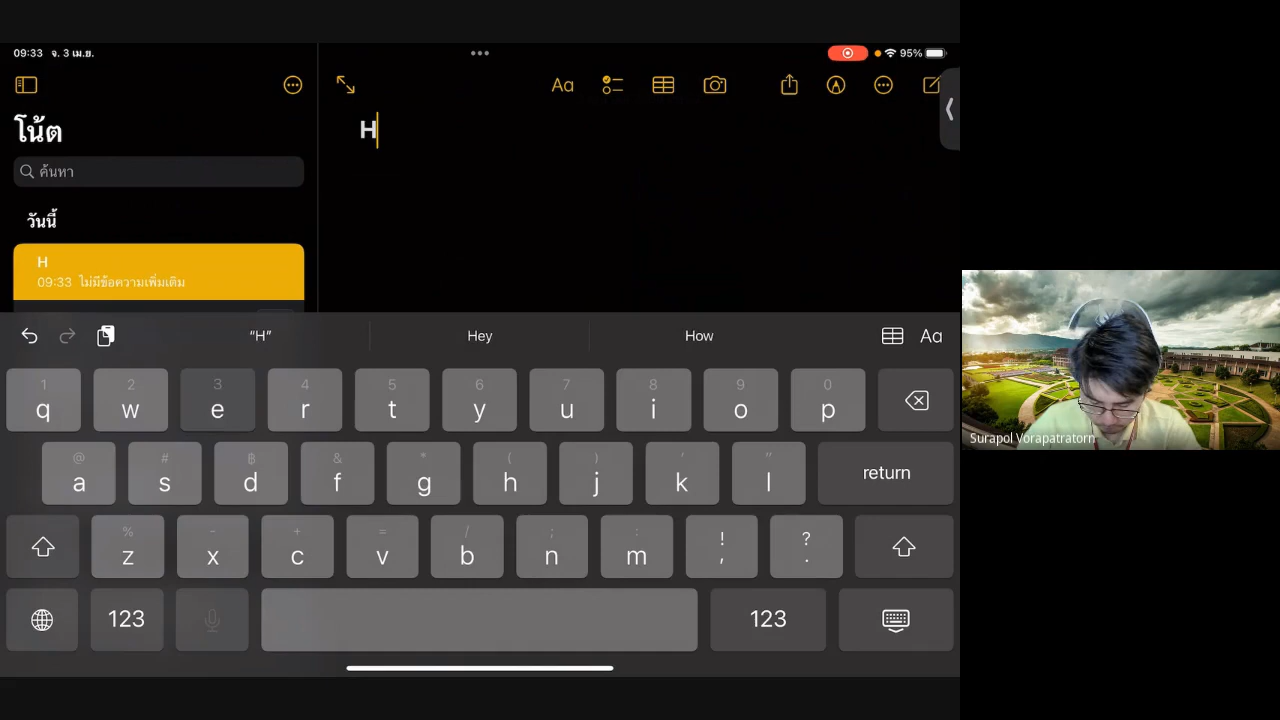 09:33 จ. 3 เม.ย.
95%
Aa
โน้ต
ค้นหา
วันนี้
H
09:33 ไม่มีข้อความเพิ่มเติม
H
"H" Hey How
Aa
1 2 3 4 5 6 7 8 9 0
q w e r t y u i o p
@ # ฿ & * ( ) ' "
a s d f g h j k l return
% - + = / ; : ! ?
z x c v b n m , .
123 123
Surapol Vorapatratorn